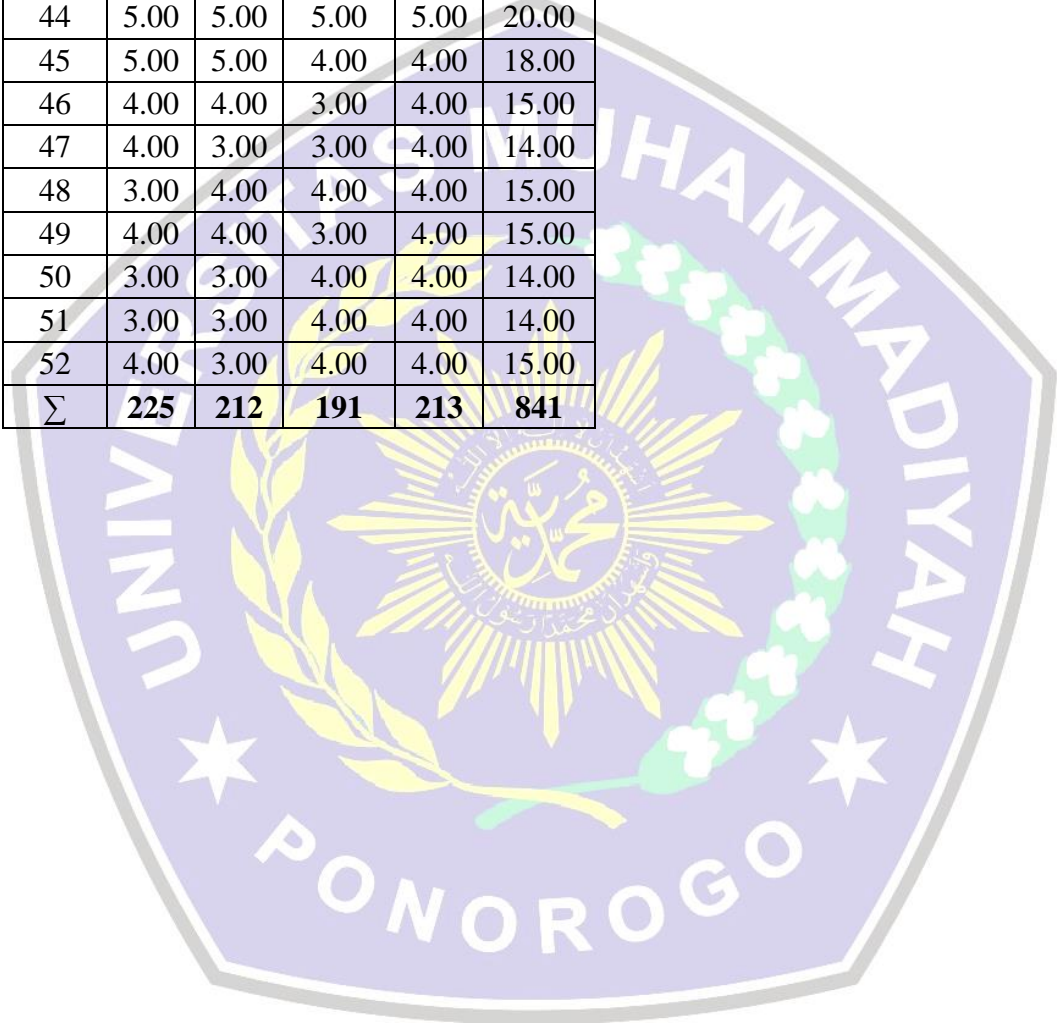 44 5.00 5.00 5.00 5.00 20.00
45 5.00 5.00 4.00 4.00 18.00
46 4.00 4.00 3.00 4.00 15.00
47 4.00 3.00 3.00 4.00 14.00
48 3.00 4.00 4.00 4.00 15.00
49 4.00 4.00 3.00 4.00 15.00
50 3.00 3.00 4.00 4.00 14.00
51 3.00 3.00 4.00 4.00 14.00
52 4.00 3.00 4.00 4.00 15.00
∑ 225 212 191 213 841
UNIVERSITAS MUHAMMADIYAH
PONOROGO
محمدية